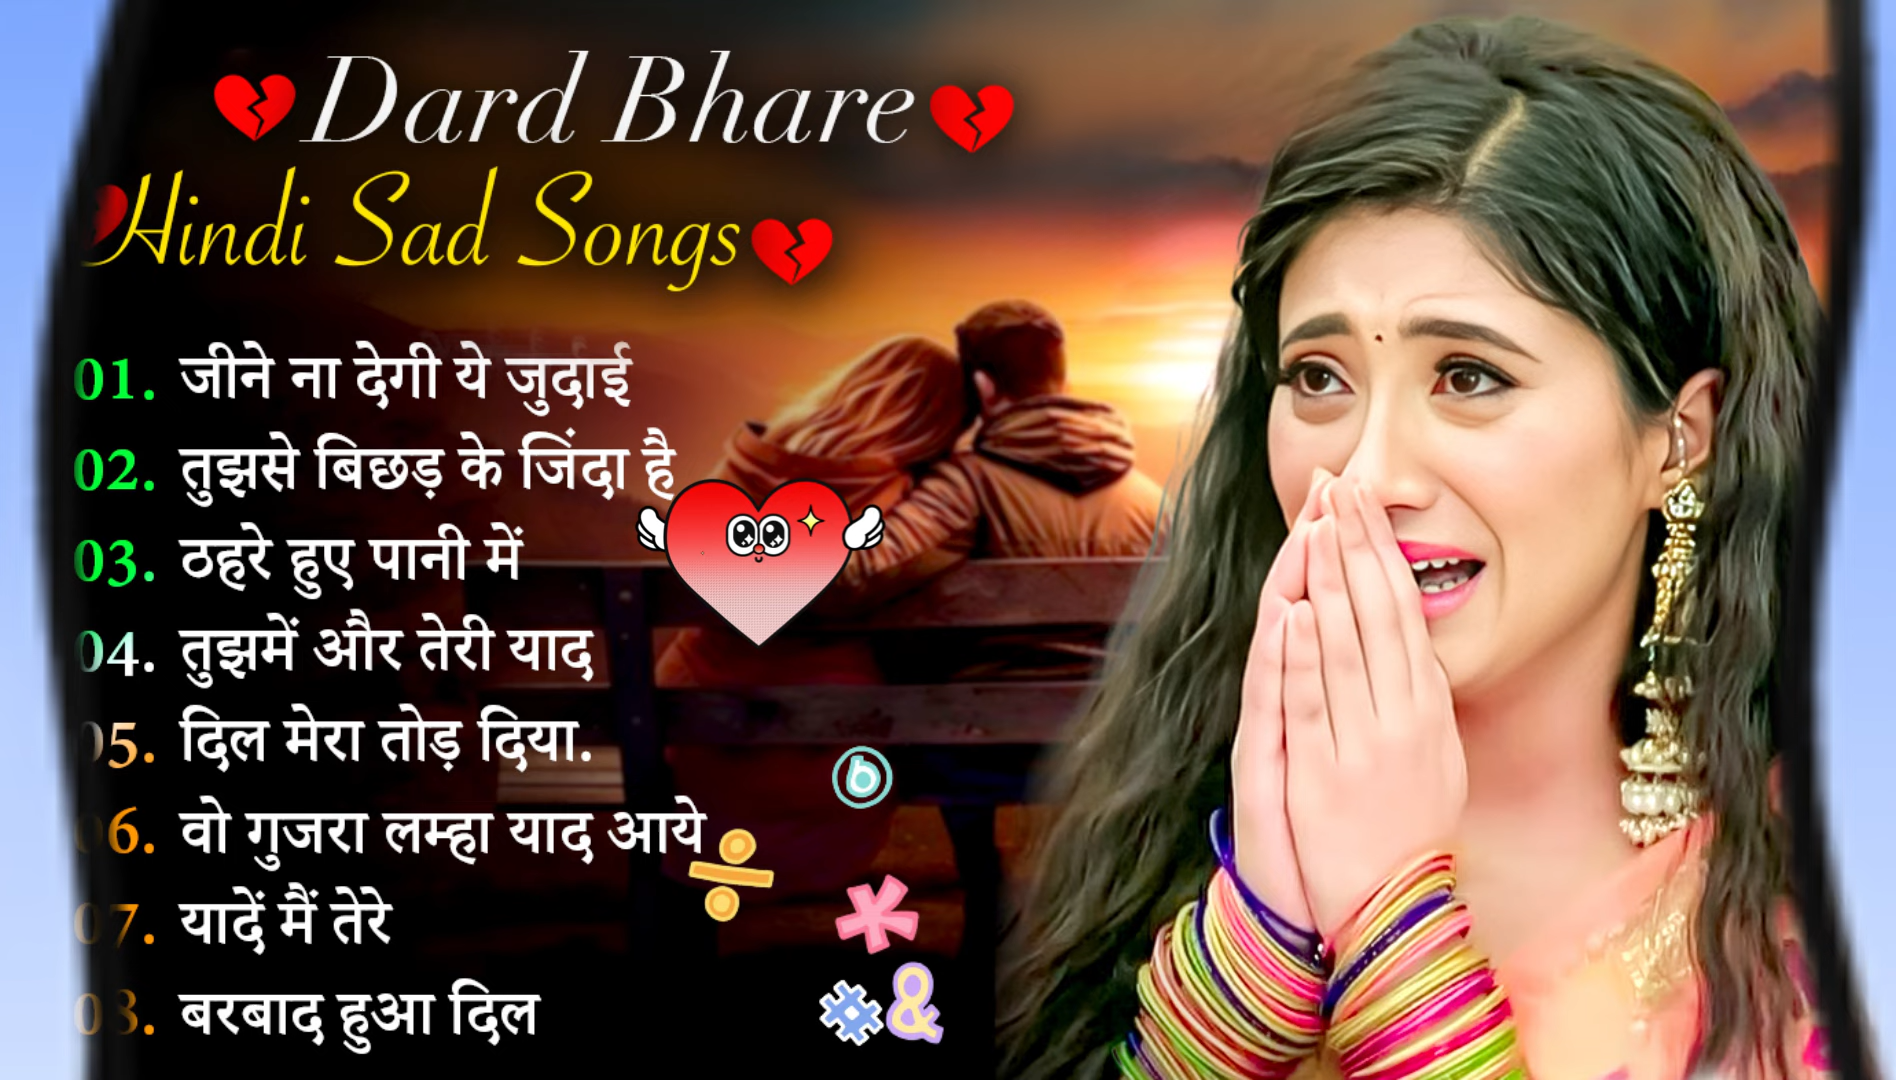 Dard Bhare
Hindi Sad Songs
01. जीने ना देगी ये जुदाई
02. तुझसे बिछड़ के जिंदा है
03. ठहरे हुए पानी में
04. तुझमें और तेरी याद
05. दिल मेरा तोड़ दिया.
06. वो गुजरा लम्हा याद आये
07. यादें मैं तेरे
08. बरबाद हुआ दिल